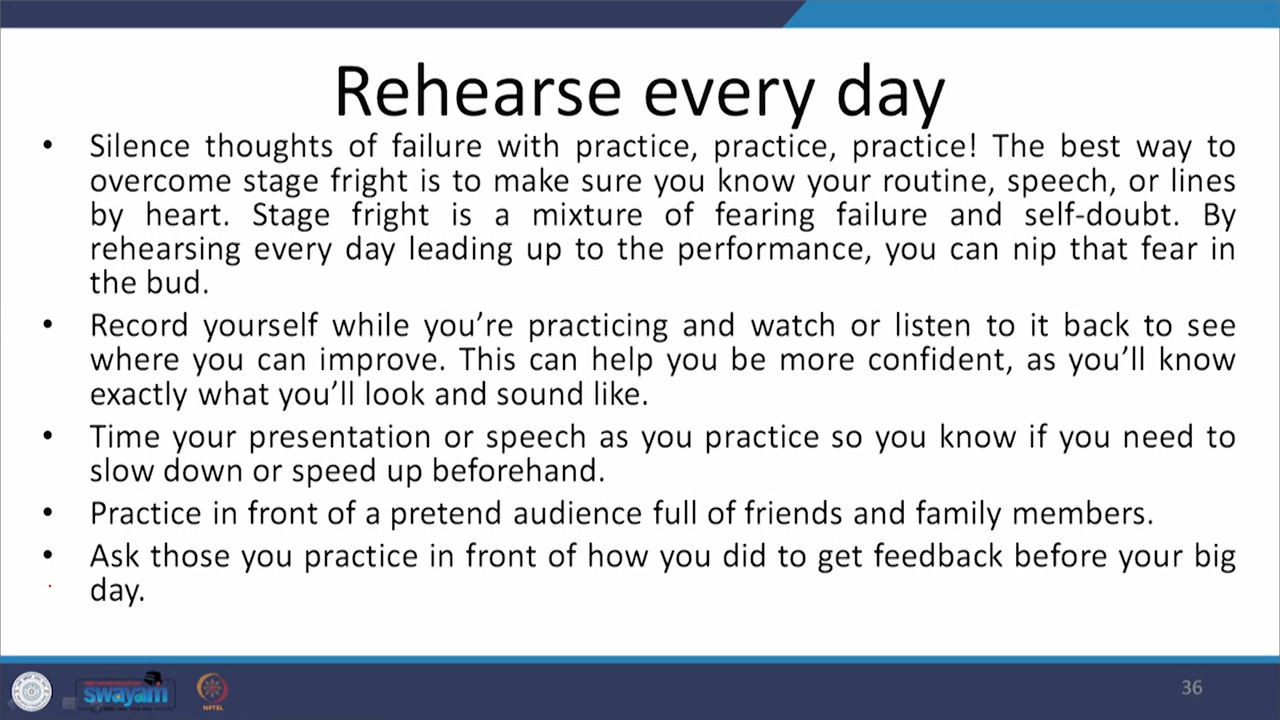 Rehearse every day
• Silence thoughts of failure with practice, practice, practice! The best way to
overcome stage fright is to make sure you know your routine, speech, or lines
by heart. Stage fright is a mixture of fearing failure and self-doubt. By
rehearsing every day leading up to the performance, you can nip that fear in
the bud.
• Record yourself while you’re practicing and watch or listen to it back to see
where you can improve. This can help you be more confident, as you’ll know
exactly what you’ll look and sound like.
• Time your presentation or speech as you practice so you know if you need to
slow down or speed up beforehand.
• Practice in front of a pretend audience full of friends and family members.
• Ask those you practice in front of how you did to get feedback before your big
day.
swayam
NPTEL
36